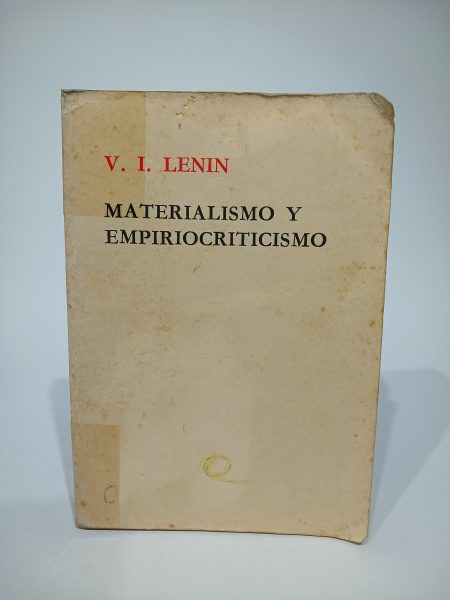 V. I. LENIN
MATERIALISMO Y
EMPIRIOCRITICISMO